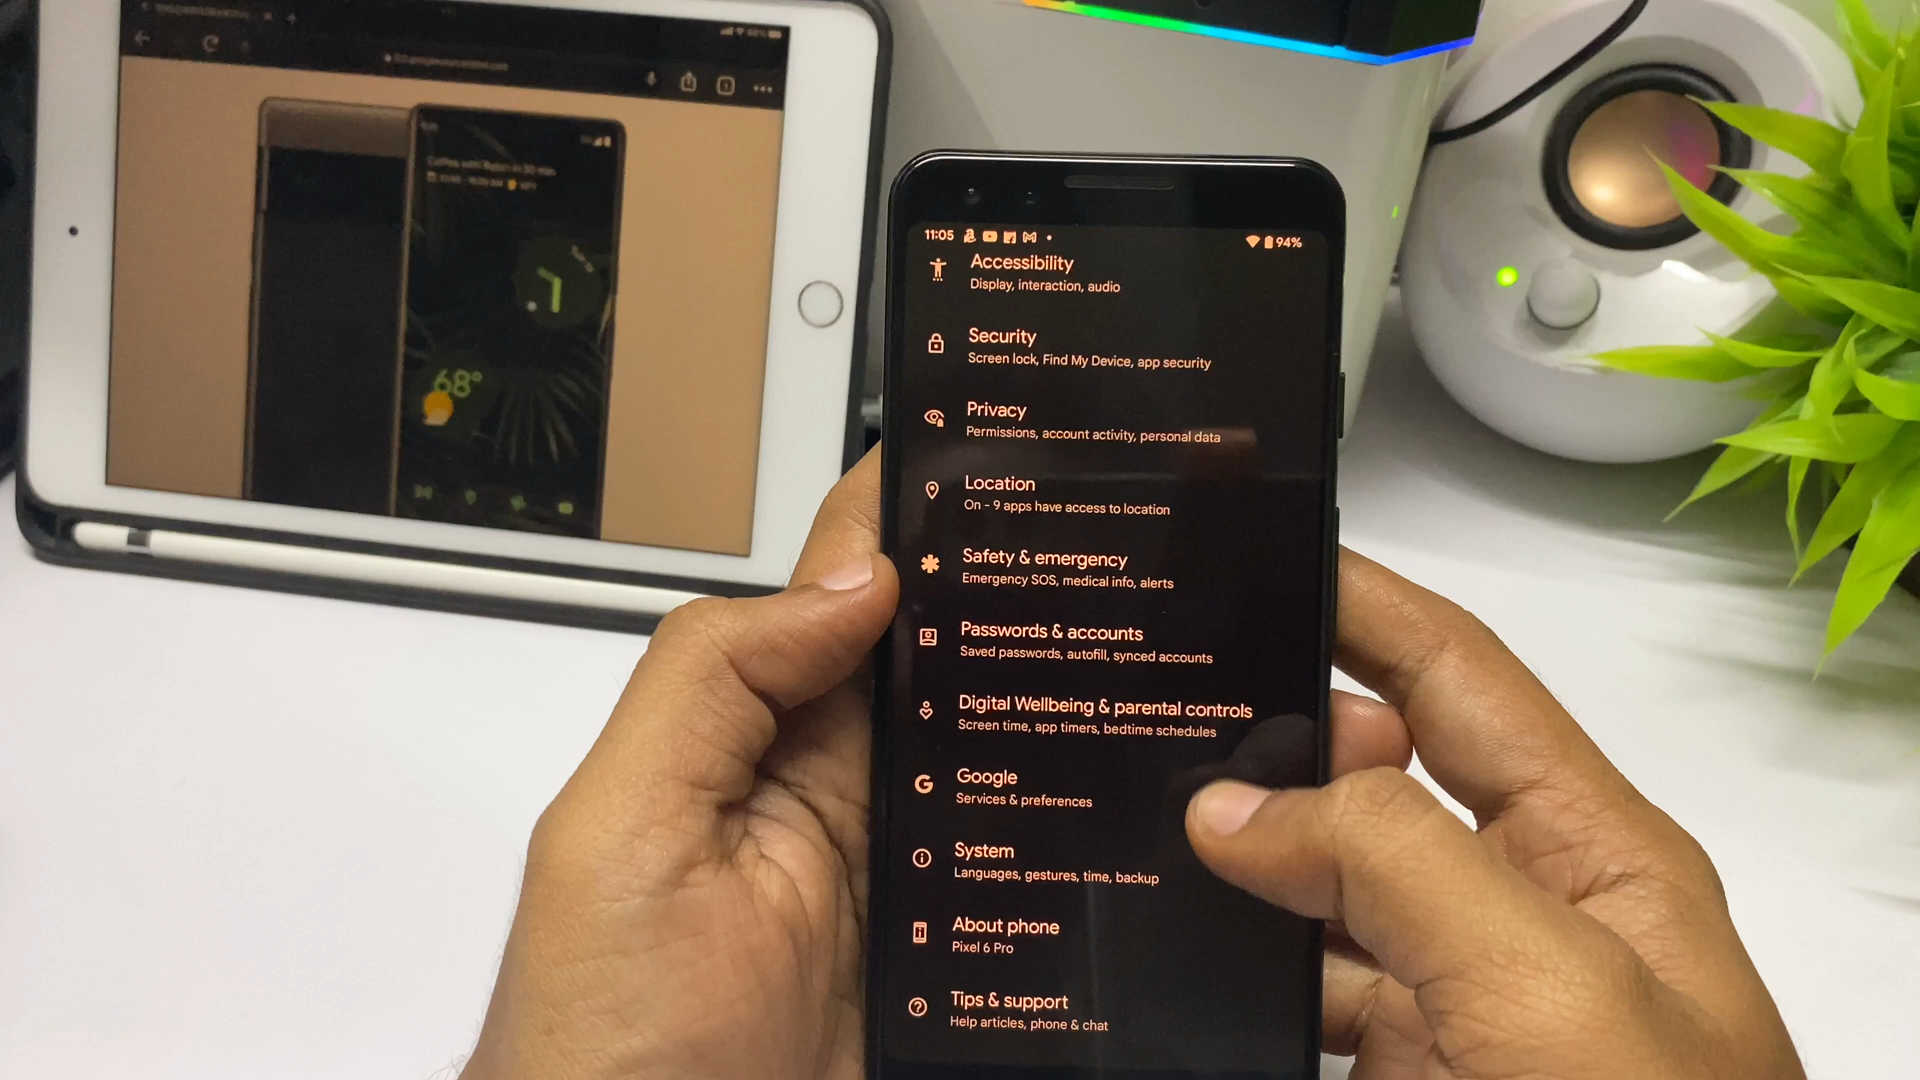 68°
11:05
94%
Accessibility
Display, interaction, audio
Security
Screen lock, Find My Device, app security
Privacy
Permissions, account activity, personal data
Location
On - 9 apps have access to location
Safety & emergency
Emergency SOS, medical info, alerts
Passwords & accounts
Saved passwords, autofill, synced accounts
Digital Wellbeing & parental controls
Screen time, app timers, bedtime schedules
Google
Services & preferences
System
Languages, gestures, time, backup
About phone
Pixel 6 Pro
Tips & support
Help articles, phone & chat